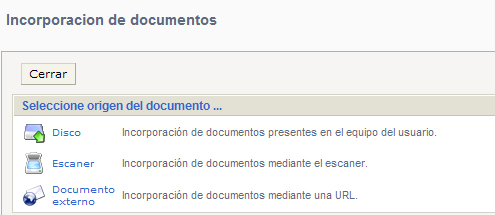 Incorporacion de documentos
Cerrar
Seleccione origen del documento ...
Disco Incorporación de documentos presentes en el equipo del usuario.
Escaner Incorporación de documentos mediante el escaner.
Documento externo Incorporación de documentos mediante una URL.